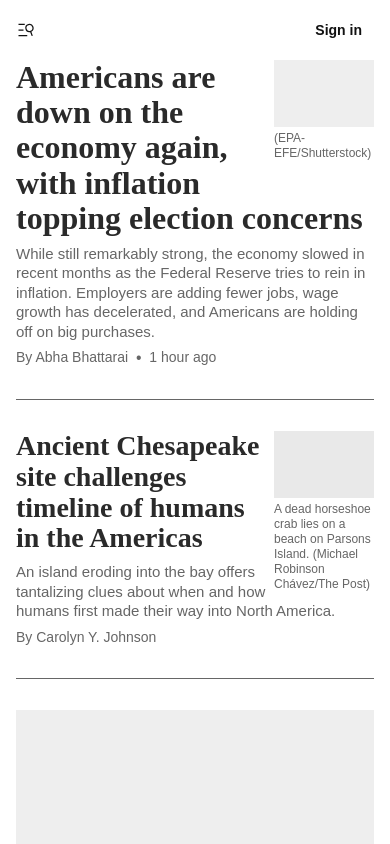 Sign in
Americans are
down on the
economy again,
with inflation
topping election concerns
(EPA-
EFE/Shutterstock)
While still remarkably strong, the economy slowed in
recent months as the Federal Reserve tries to rein in
inflation. Employers are adding fewer jobs, wage
growth has decelerated, and Americans are holding
off on big purchases.
By Abha Bhattarai • 1 hour ago
Ancient Chesapeake
site challenges
timeline of humans
in the Americas
A dead horseshoe
crab lies on a
beach on Parsons
Island. (Michael
Robinson
Chávez/The Post)
An island eroding into the bay offers
tantalizing clues about when and how
humans first made their way into North America.
By Carolyn Y. Johnson